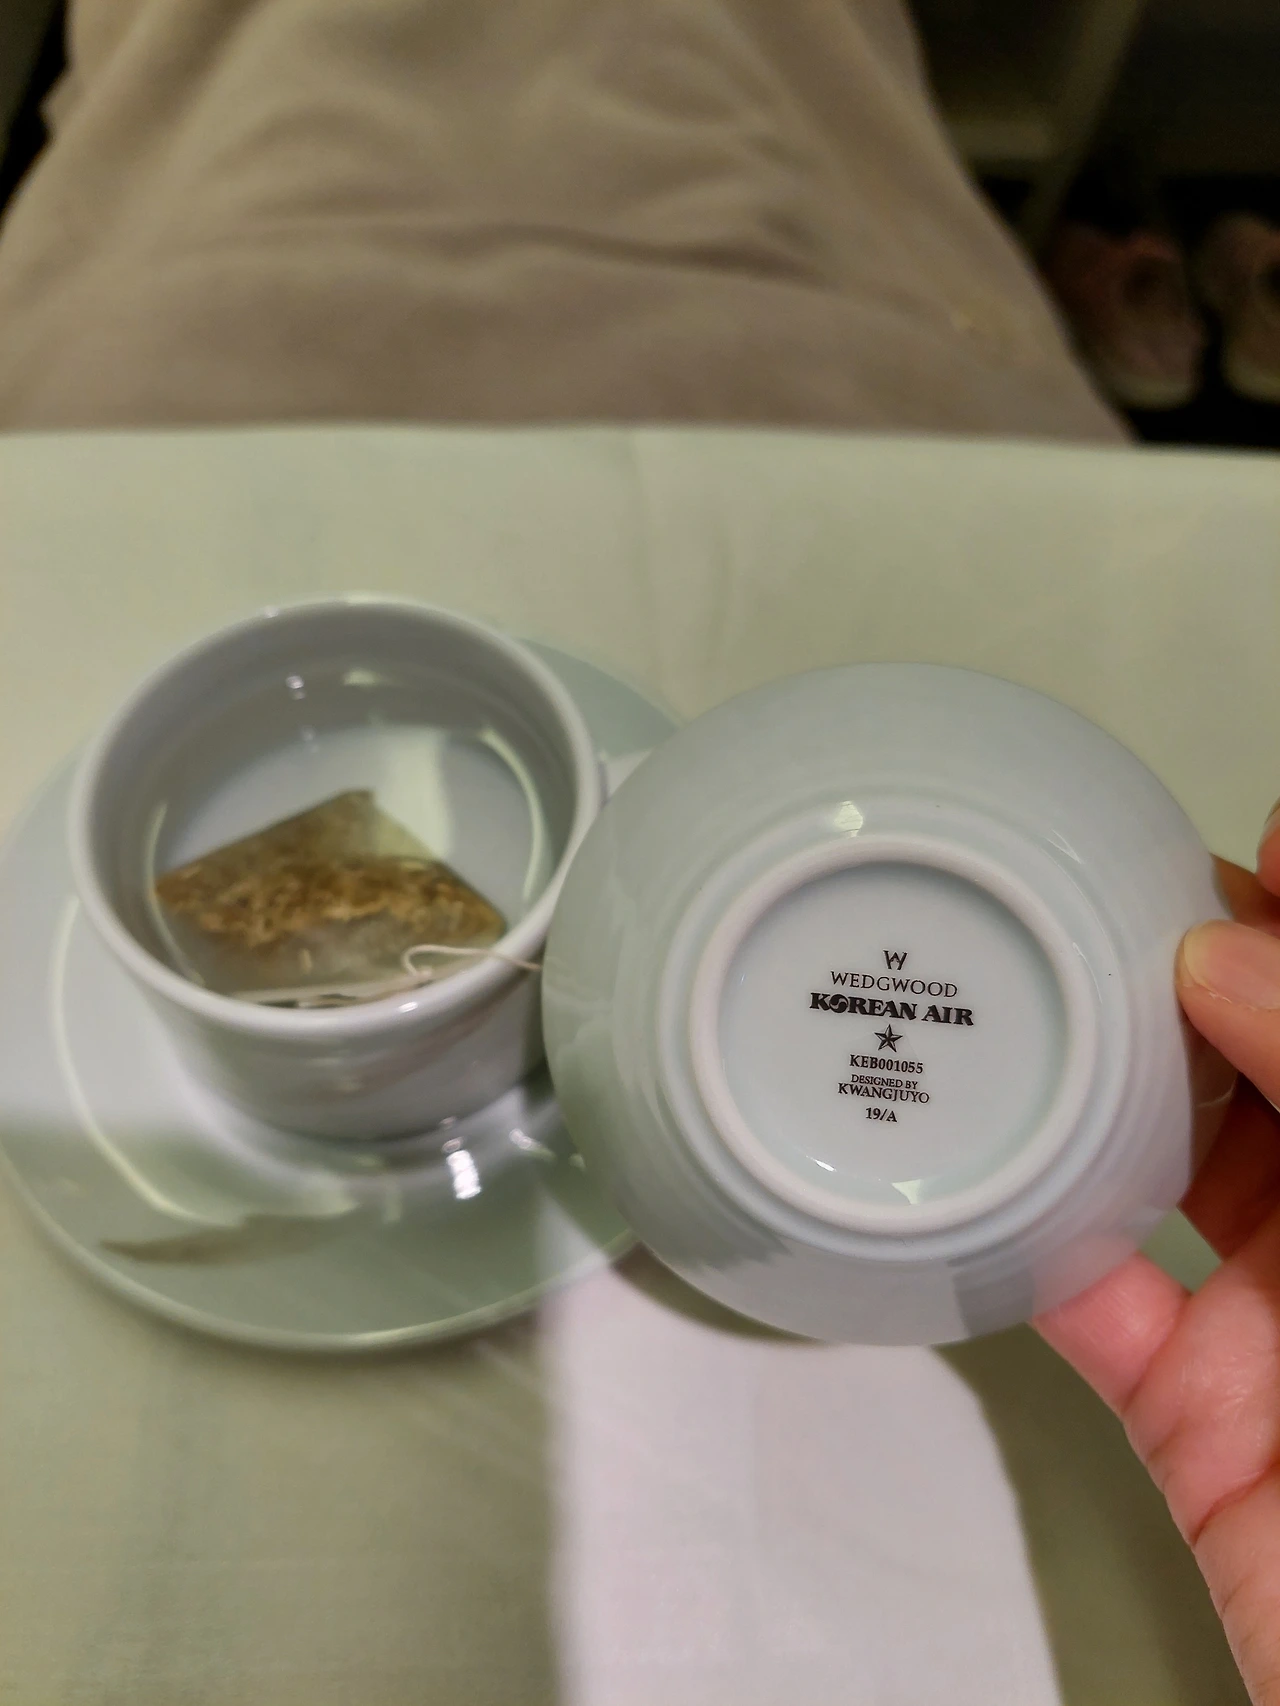 W
WEDGWOOD
KOREAN AIR
KEB001055
DESIGNED BY
KWANGJUYO
19/A